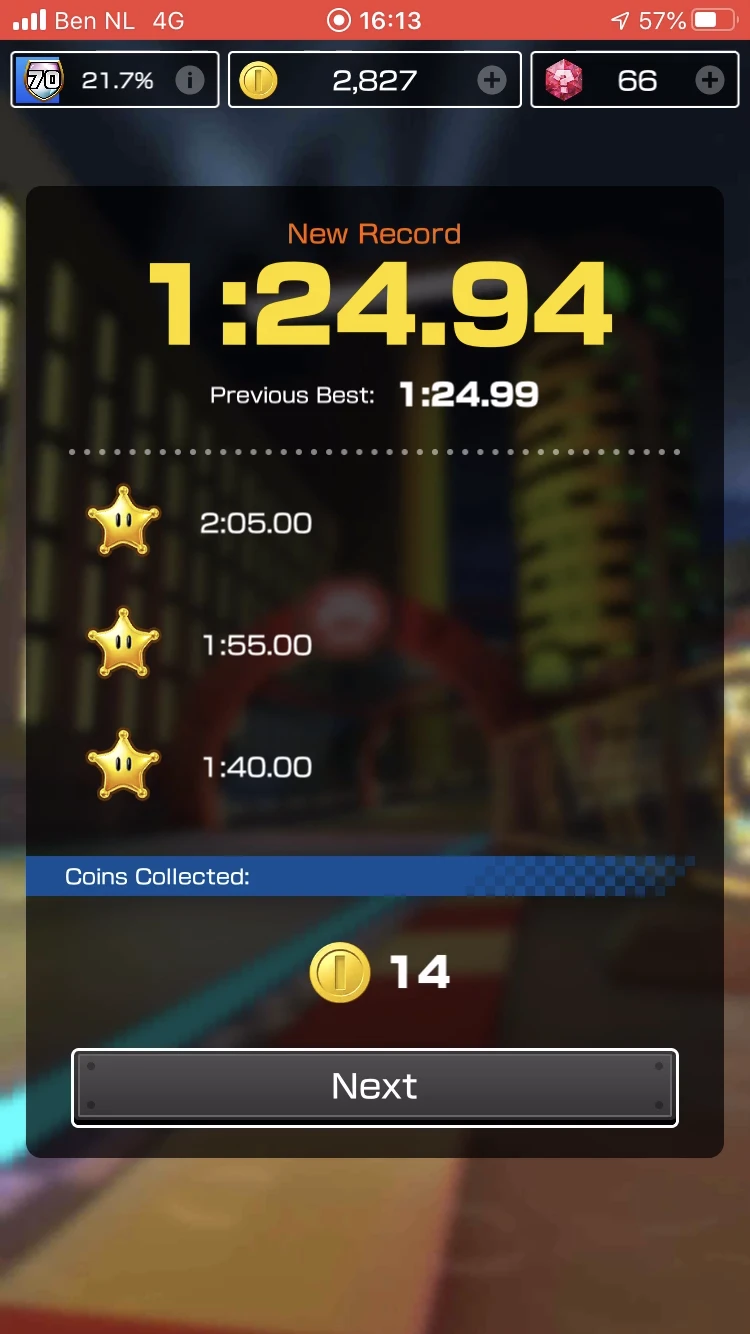 Ben NL 4G 16:13 57%
70 21.7% i 2,827 + ? 66 +
New Record
1:24.94
Previous Best: 1:24.99
2:05.00
1:55.00
1:40.00
Coins Collected:
14
Next